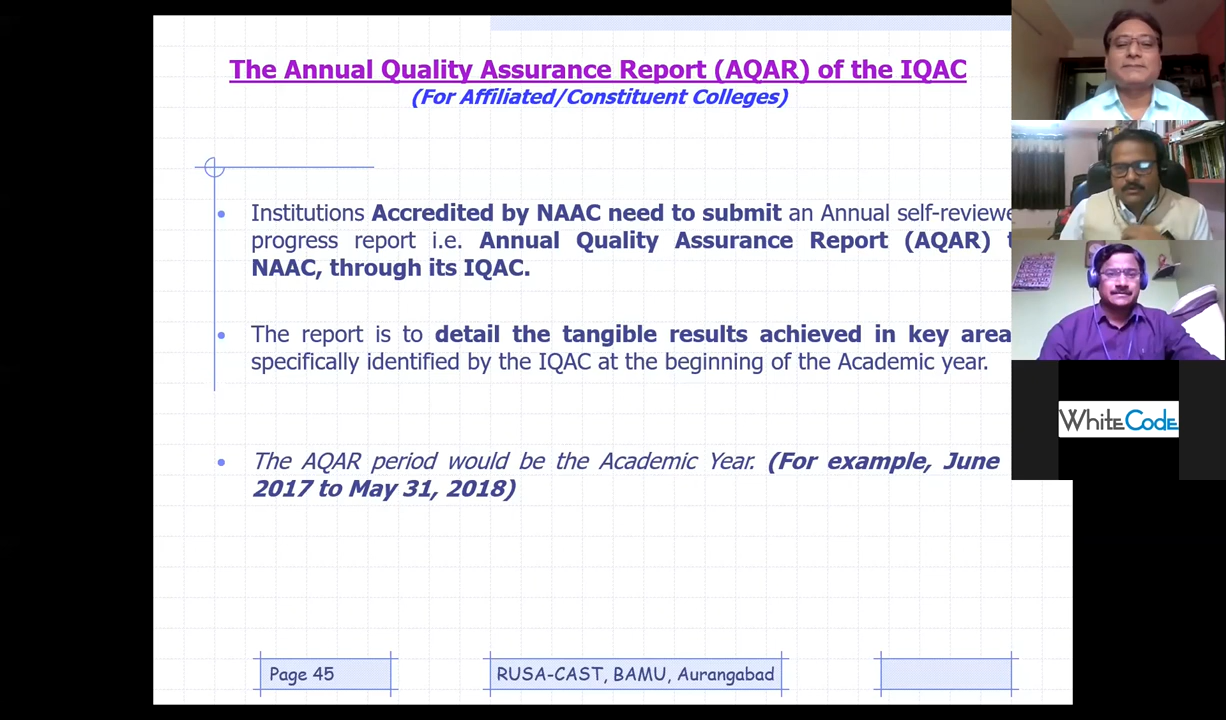 The Annual Quality Assurance Report (AQAR) of the IQAC
(For Affiliated/Constituent Colleges)
Institutions Accredited by NAAC need to submit an Annual
progress report i.e. Annual Quality Assurance Report (AQAR)
NAAC, through its IQAC.
The report is to detail the tangible results achieved in key
specifically identified by the IQAC at the beginning of the Academic year.
The AQAR period would be the Academic Year. (For example, June
2017 to May 31, 2018)
Page 45
RUSA-CAST, BAMU, Aurangabad
WhiteCode